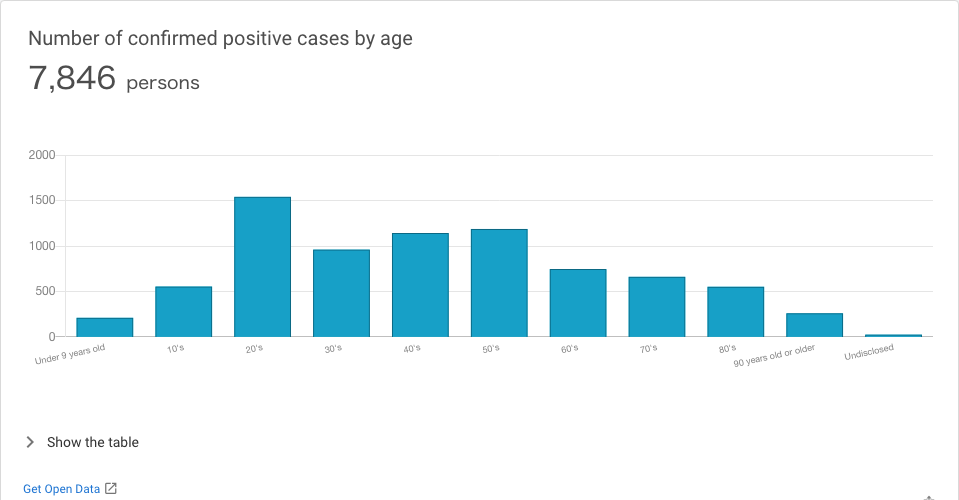 Number of confirmed positive cases by age
7,846 persons
2000
1500
1000
500
0
Under 9 years old
10's
20's
30's
40's
50's
60's
70's
80's
90 years old or older
Undisclosed
Show the table
Get Open Data